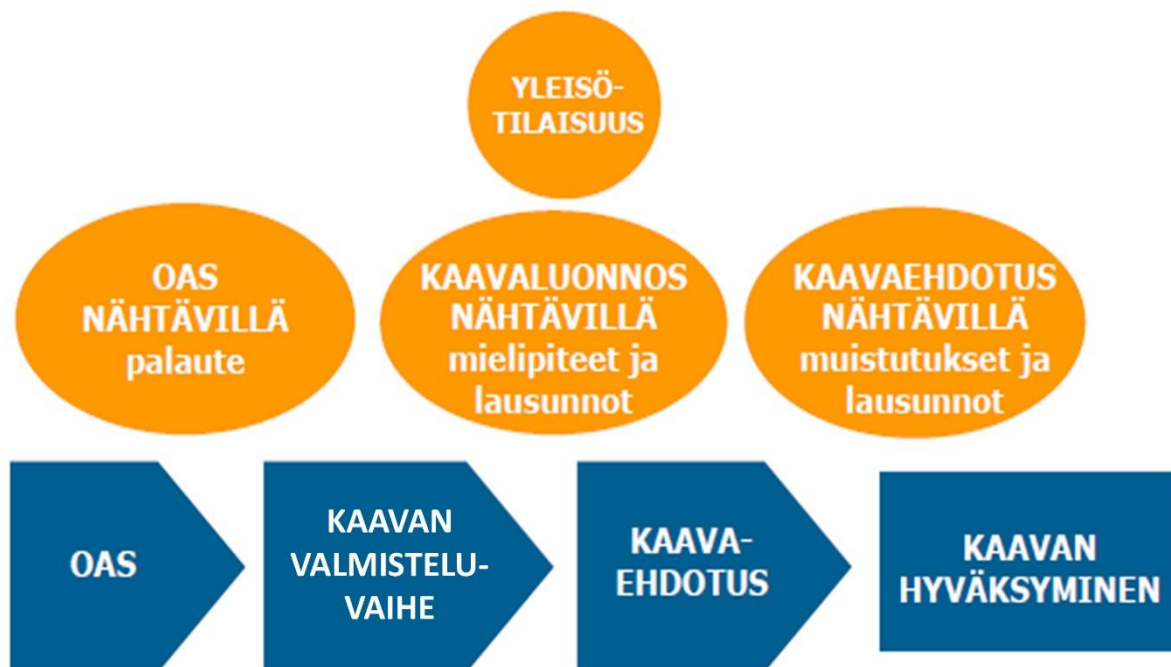 YLEISÖ-
TILAISUUS
OAS
NÄHTÄVILLÄ
palaute
KAAVALUONNOS
NÄHTÄVILLÄ
mielipiteet ja
lausunnot
KAAVAEHDOTUS
NÄHTÄVILLÄ
muistutukset ja
lausunnot
OAS
KAAVAN
VALMISTELU-
VAIHE
KAAVA-
EHDOTUS
KAAVAN
HYVÄKSYMINEN